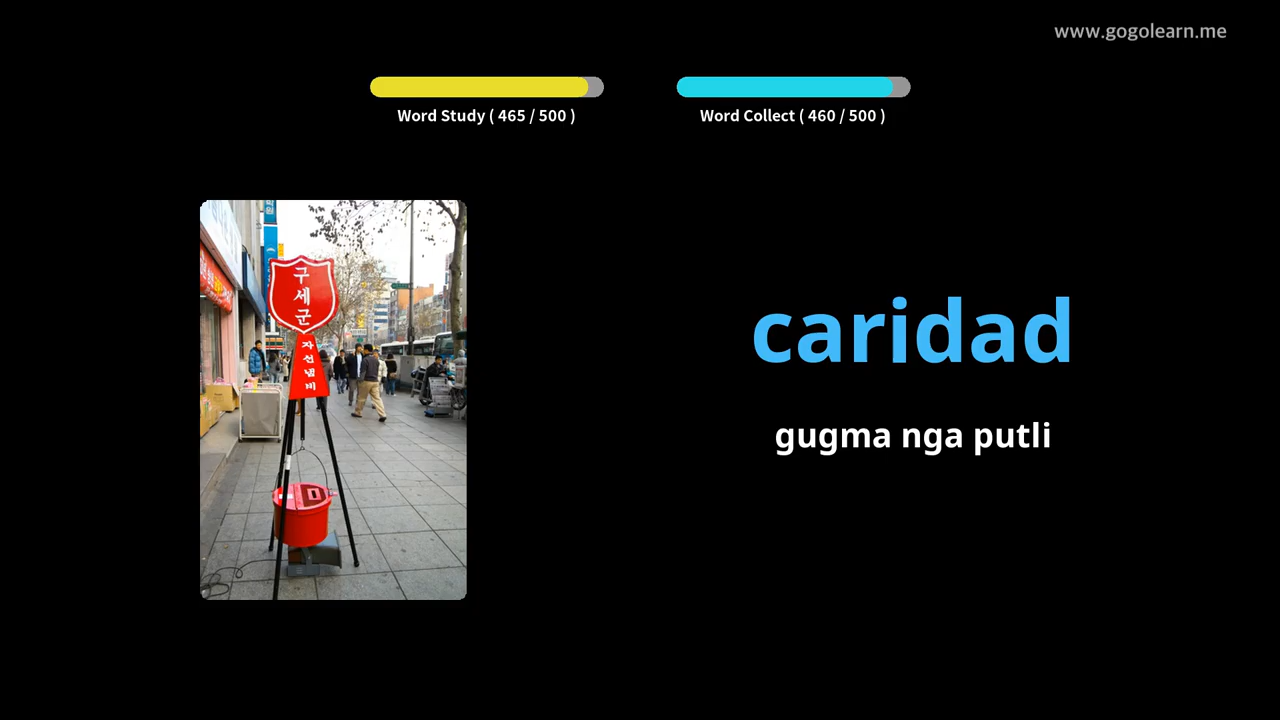 www.gogolearn.me
Word Study ( 465 / 500 )
Word Collect ( 460 / 500 )
구세군
자선냄비
caridad
gugma nga putli